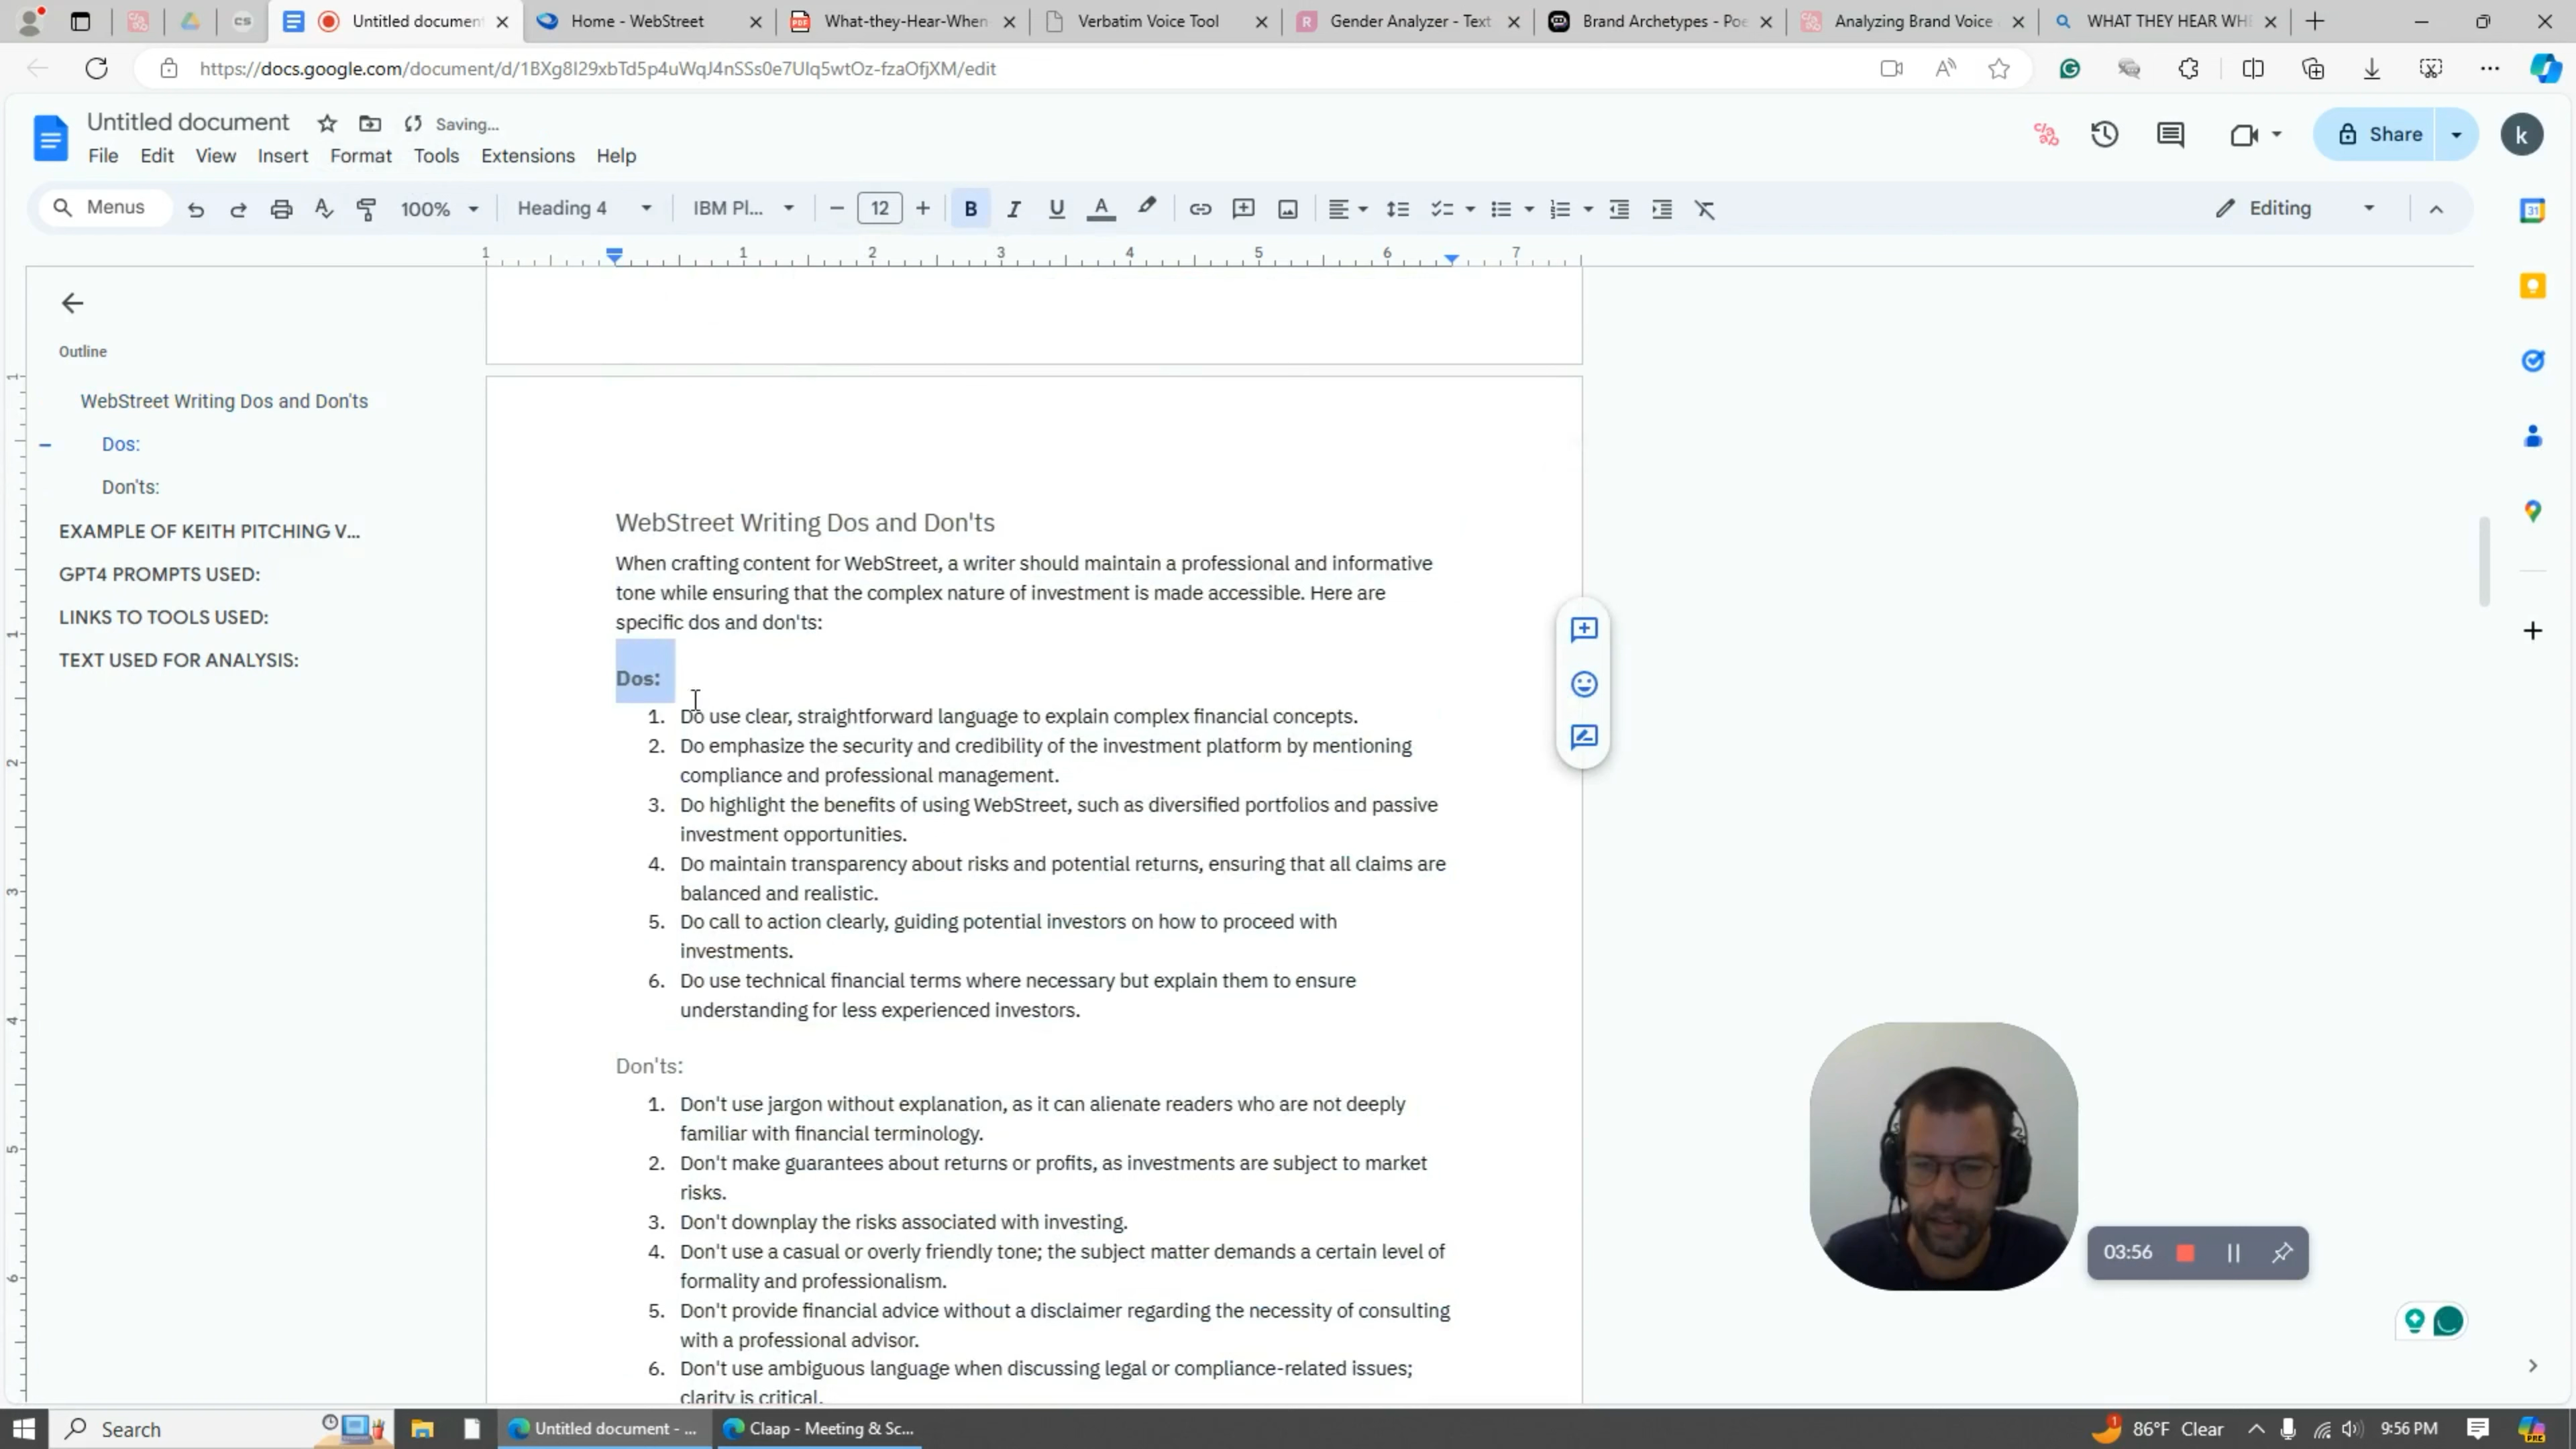 Untitled document
Home - WebStreet
What-they-Hear-When
Verbatim Voice Tool
Gender Analyzer - Text
Brand Archetypes - Poe
Analyzing Brand Voice
WHAT THEY HEAR WHE
https://docs.google.com/document/d/1BXg8I29xbTd5p4uWqJ4nSSs0e7UIq5wtOz-fzaOfjXM/edit
Untitled document Saving...
File Edit View Insert Format Tools Extensions Help
Share
k
Menus 100% Heading 4 IBM Pl... 12 B I U A Editing
1 1 2 3 4 5 6 7
Outline
WebStreet Writing Dos and Don'ts
Dos:
Don'ts:
EXAMPLE OF KEITH PITCHING V...
GPT4 PROMPTS USED:
LINKS TO TOOLS USED:
TEXT USED FOR ANALYSIS:
WebStreet Writing Dos and Don'ts
When crafting content for WebStreet, a writer should maintain a professional and informative
tone while ensuring that the complex nature of investment is made accessible. Here are
specific dos and don'ts:
Dos:
1. Do use clear, straightforward language to explain complex financial concepts.
2. Do emphasize the security and credibility of the investment platform by mentioning
compliance and professional management.
3. Do highlight the benefits of using WebStreet, such as diversified portfolios and passive
investment opportunities.
4. Do maintain transparency about risks and potential returns, ensuring that all claims are
balanced and realistic.
5. Do call to action clearly, guiding potential investors on how to proceed with
investments.
6. Do use technical financial terms where necessary but explain them to ensure
understanding for less experienced investors.
Don'ts:
1. Don't use jargon without explanation, as it can alienate readers who are not deeply
familiar with financial terminology.
2. Don't make guarantees about returns or profits, as investments are subject to market
risks.
3. Don't downplay the risks associated with investing.
4. Don't use a casual or overly friendly tone; the subject matter demands a certain level of
formality and professionalism.
5. Don't provide financial advice without a disclaimer regarding the necessity of consulting
with a professional advisor.
6. Don't use ambiguous language when discussing legal or compliance-related issues;
clarity is critical.
03:56
Search
Untitled document - ...
Claap - Meeting & Sc...
86°F Clear
9:56 PM